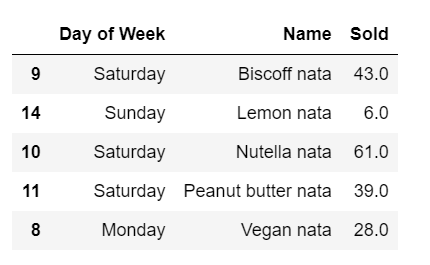 Day of Week Name Sold
9 Saturday Biscoff nata 43.0
14 Sunday Lemon nata 6.0
10 Saturday Nutella nata 61.0
11 Saturday Peanut butter nata 39.0
8 Monday Vegan nata 28.0